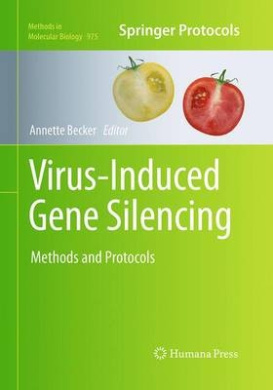 Methods in
Molecular Biology 975
Springer Protocols
Annette Becker Editor
Virus-Induced
Gene Silencing
Methods and Protocols
Humana Press